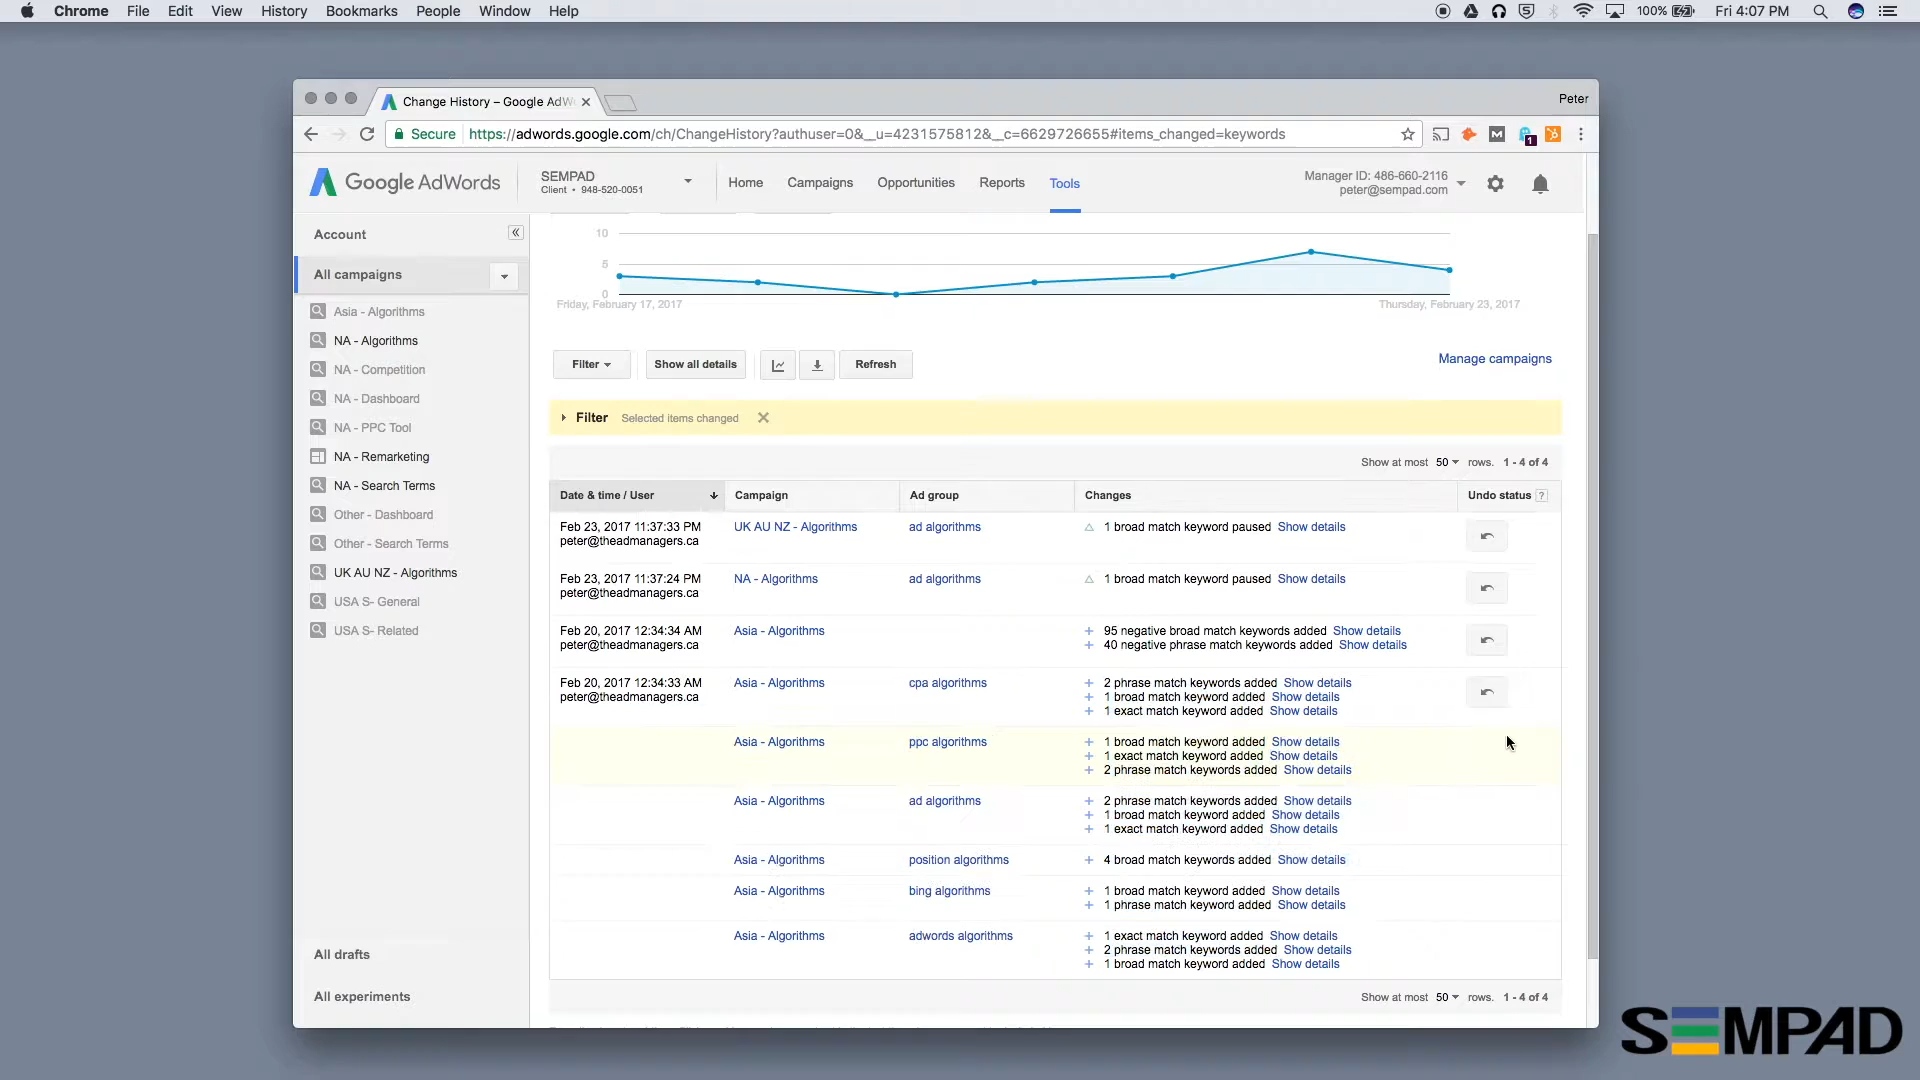 Chrome File Edit View History Bookmarks People Window Help
100% Fri 4:07 PM
Change History – Google AdW
Peter
Secure https://adwords.google.com/ch/ChangeHistory?authuser=0&__u=4231575812&__c=6629726655#items_changed=keywords
1
Google AdWords
SEMPAD
Client • 948-520-0051
Home Campaigns Opportunities Reports Tools
Manager ID: 486-660-2116
peter@sempad.com
Account
All campaigns
Asia - Algorithms
NA - Algorithms
NA - Competition
NA - Dashboard
NA - PPC Tool
NA - Remarketing
NA - Search Terms
Other - Dashboard
Other - Search Terms
UK AU NZ - Algorithms
USA S- General
USA S- Related
All drafts
All experiments
10
5
0
Friday, February 17, 2017 Thursday, February 23, 2017
Filter Show all details Refresh
Manage campaigns
Filter Selected items changed
Show at most 50 rows. 1 - 4 of 4
Date & time / User Campaign Ad group Changes Undo status ?
Feb 23, 2017 11:37:33 PM UK AU NZ - Algorithms ad algorithms 1 broad match keyword paused Show details
peter@theadmanagers.ca
Feb 23, 2017 11:37:24 PM NA - Algorithms ad algorithms 1 broad match keyword paused Show details
peter@theadmanagers.ca
Feb 20, 2017 12:34:34 AM Asia - Algorithms + 95 negative broad match keywords added Show details
peter@theadmanagers.ca + 40 negative phrase match keywords added Show details
Feb 20, 2017 12:34:33 AM Asia - Algorithms cpa algorithms + 2 phrase match keywords added Show details
peter@theadmanagers.ca + 1 broad match keyword added Show details
+ 1 exact match keyword added Show details
Asia - Algorithms ppc algorithms + 1 broad match keyword added Show details
+ 1 exact match keyword added Show details
+ 2 phrase match keywords added Show details
Asia - Algorithms ad algorithms + 2 phrase match keywords added Show details
+ 1 broad match keyword added Show details
+ 1 exact match keyword added Show details
Asia - Algorithms position algorithms + 4 broad match keywords added Show details
Asia - Algorithms bing algorithms + 1 broad match keyword added Show details
+ 1 phrase match keyword added Show details
Asia - Algorithms adwords algorithms + 1 exact match keyword added Show details
+ 2 phrase match keywords added Show details
+ 1 broad match keyword added Show details
Show at most 50 rows. 1 - 4 of 4
SEMPAD